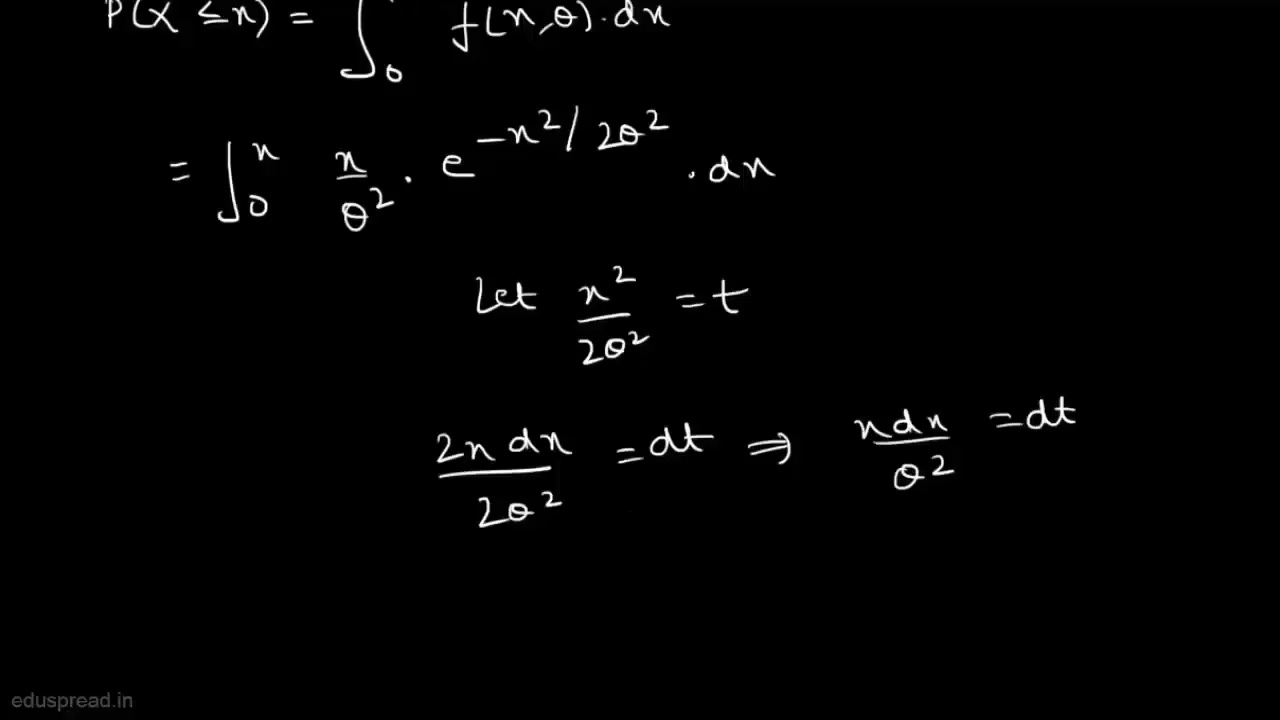 P(X ≤ x) = ∫₀ f(x, θ) · dx
= ∫₀ˣ x/θ² · e^(-x²/2θ²) · dx
Let x²/2θ² = t
2x dx/2θ² = dt ⇒ x dx/θ² = dt
eduspread.in